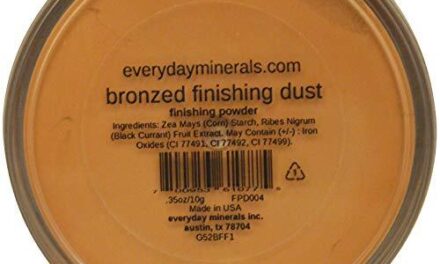 everydayminerals.com
bronzed finishing dust
finishing powder
Ingredients: Zea Mays (Corn) Starch, Ribes Nigrum
(Black Currant) Fruit Extract. May Contain (+/-) : Iron
Oxides (CI 77491, CI 77492, CI 77499).
.35oz/10g FPD004
Made in USA
everyday minerals inc.
austin, tx 78704
G52BFF1